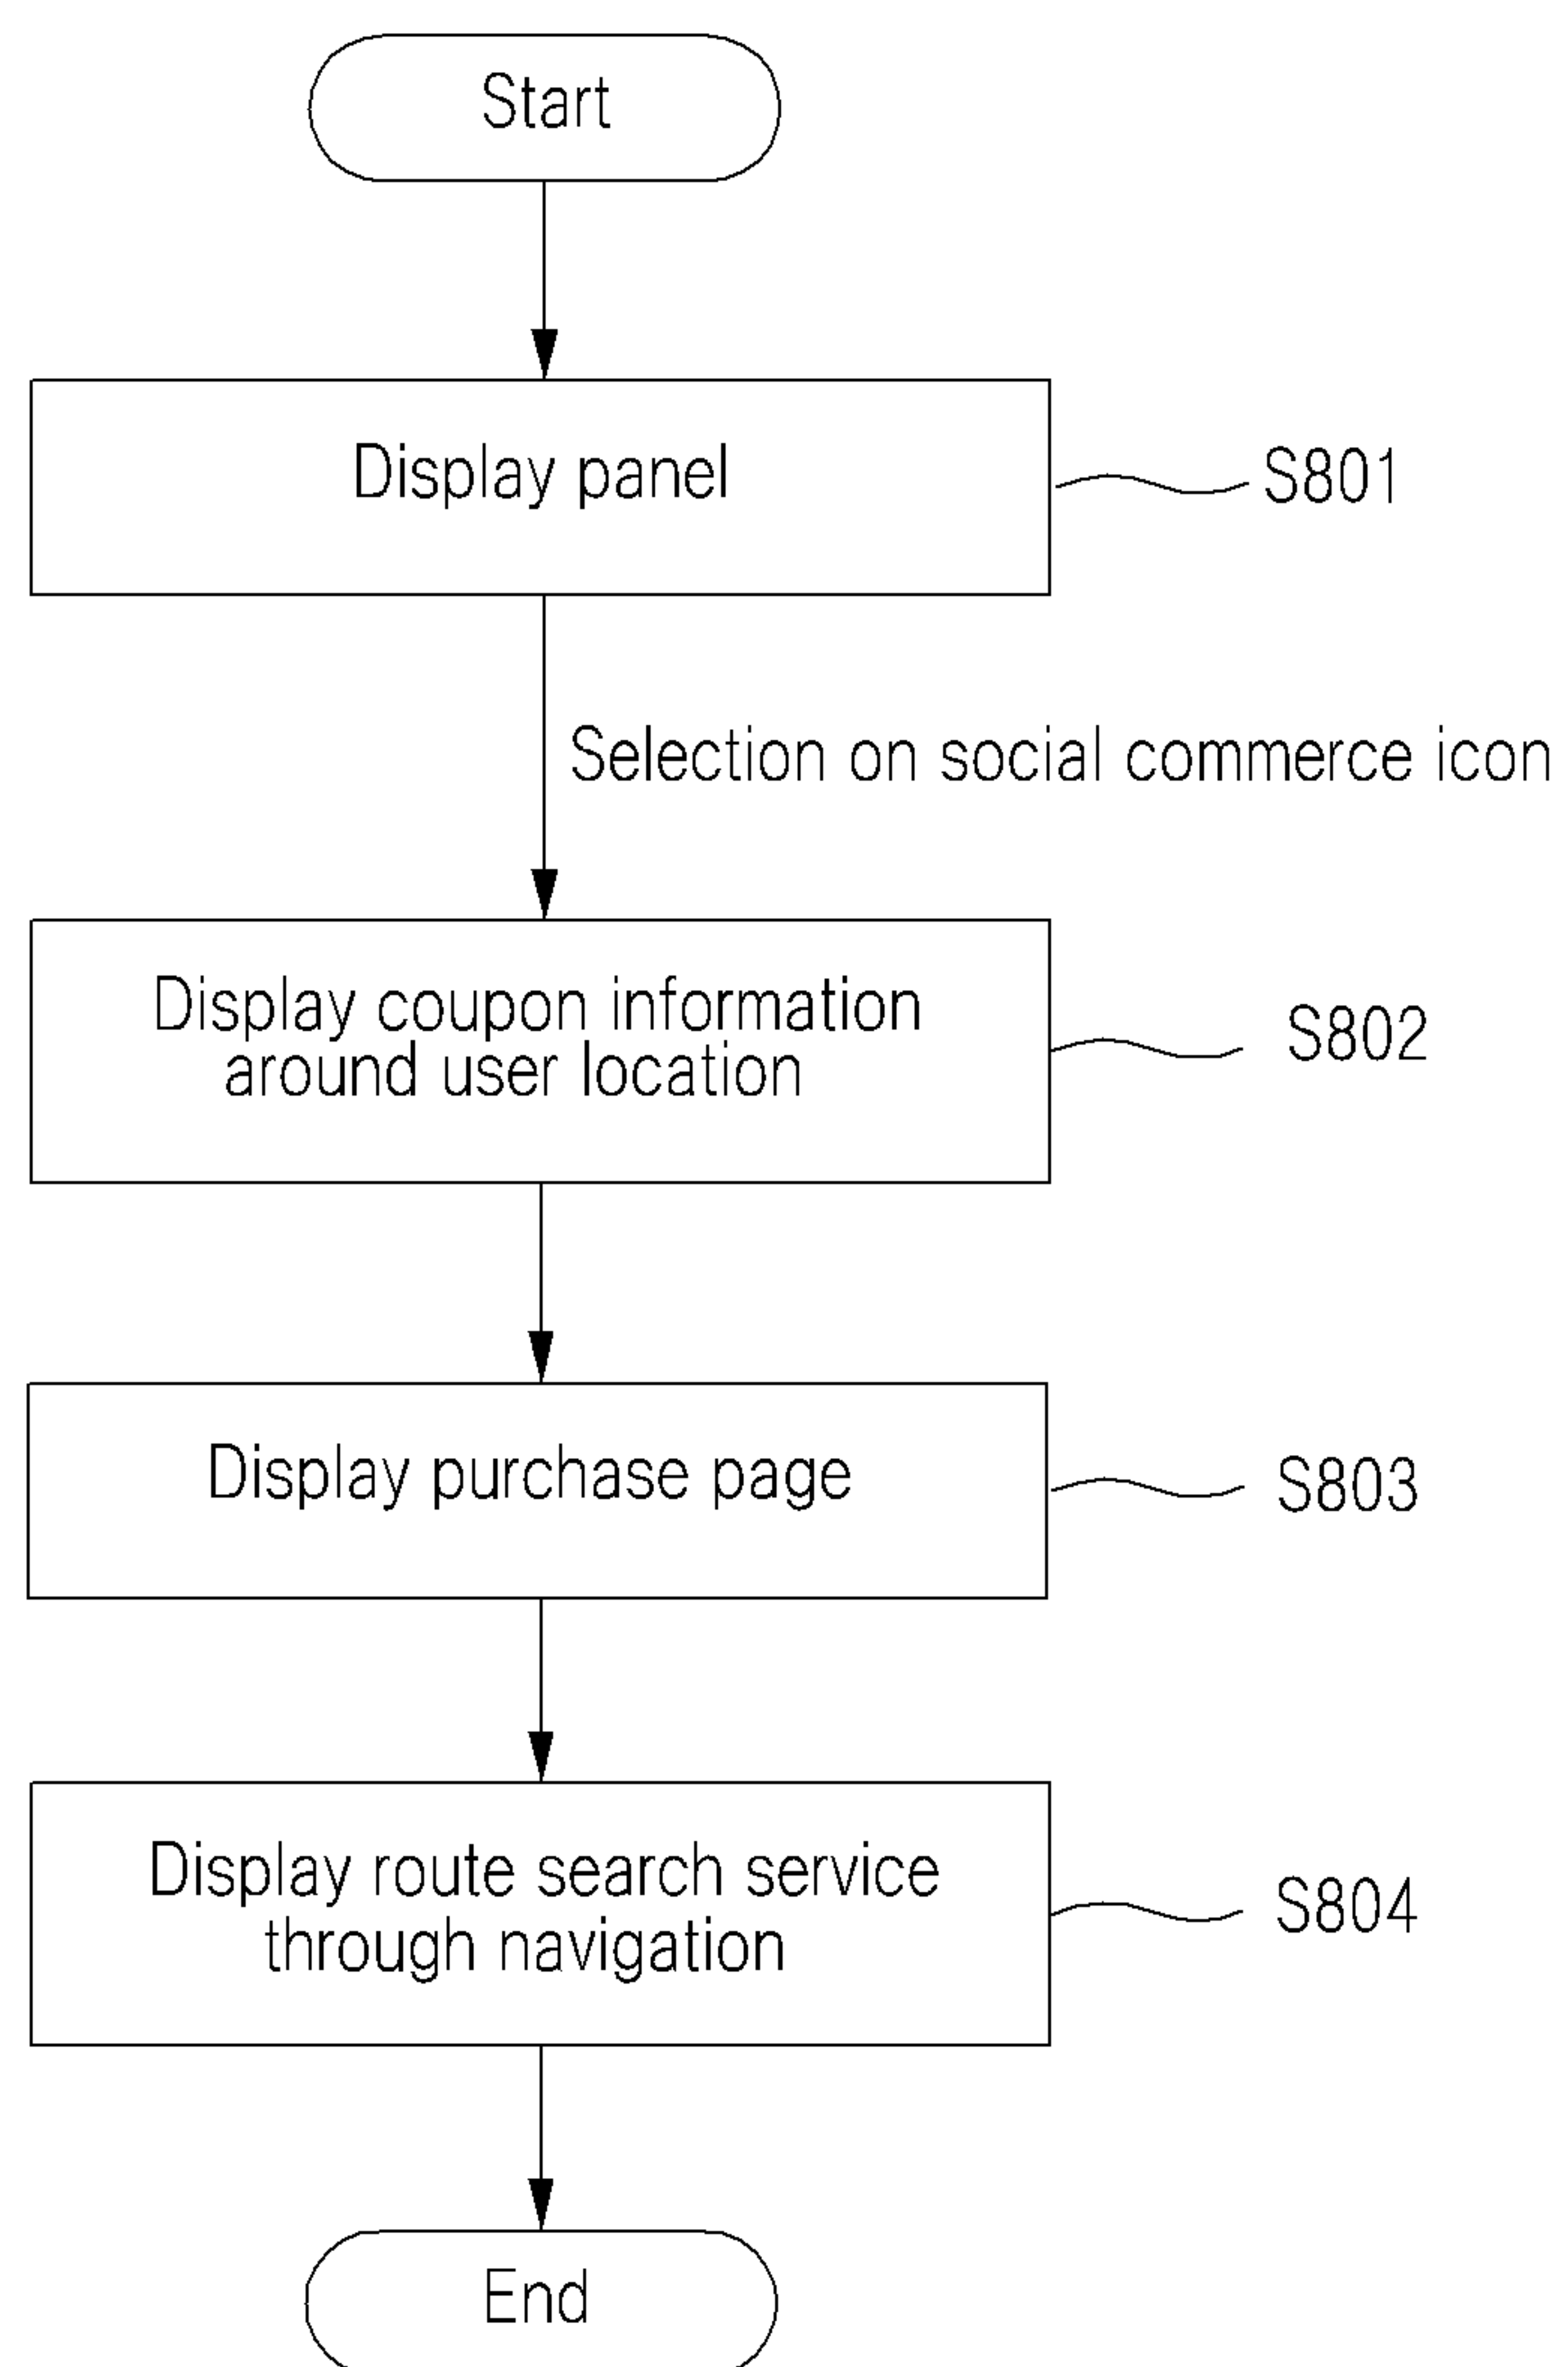 Start
Display panel
S801
Selection on social commerce icon
Display coupon information
around user location
S802
Display purchase page
S803
Display route search service
through navigation
S804
End